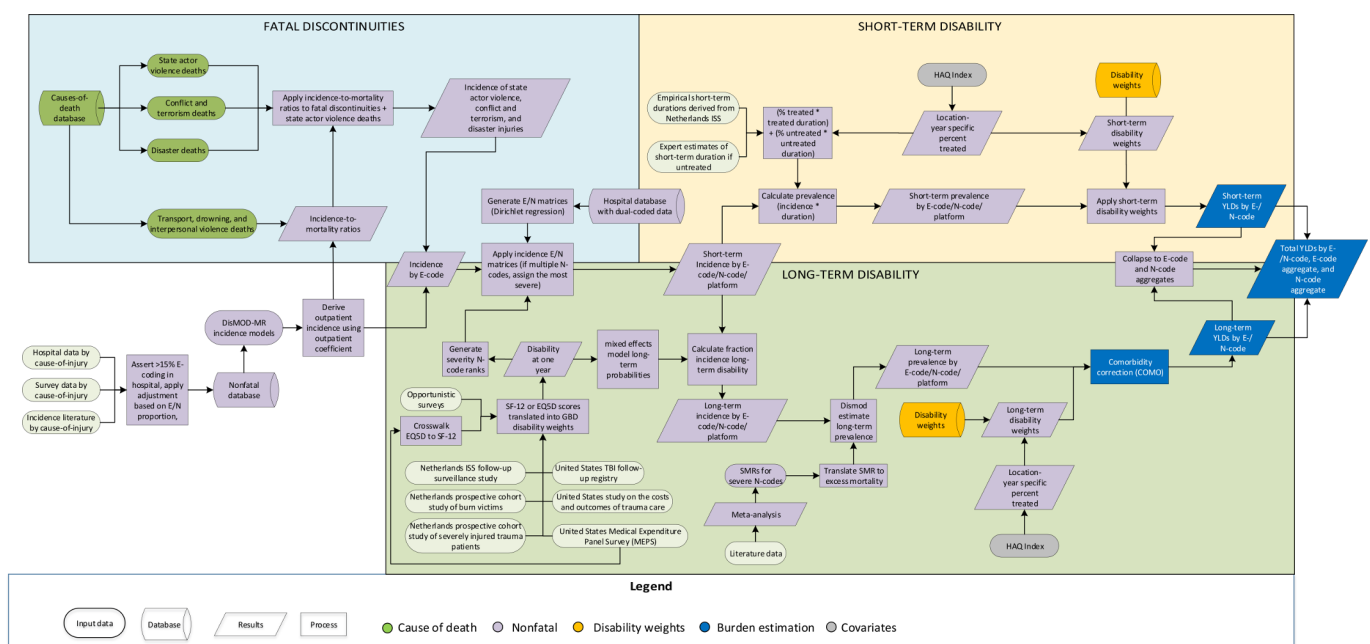 FATAL DISCONTINUITIES
State actor
violence deaths
Causes-of-
death-
database
Conflict and
terrorism deaths
Disaster deaths
Apply incidence-to-mortality
ratios to fatal discontinuities +
state actor violence deaths
Incidence of state
actor violence,
conflict and
terrorism, and
disaster injuries
Transport, drowning, and
interpersonal violence deaths
Incidence-to-
mortality ratios
Generate E/N matrices
(Dirichlet regression)
Hospital database
with dual-coded data
SHORT-TERM DISABILITY
HAQ Index
Disability
weights
Empirical short-term
durations derived from
Netherlands ISS
Expert estimates of
short-term duration if
untreated
(% treated *
treated duration)
+ (% untreated *
untreated
duration)
Location-
year specific
percent
treated
Short-term
disability
weights
Calculate prevalence
(incidence *
duration)
Short-term prevalence
by E-code/N-code/
platform
Apply short-term
disability weights
Short-term
YLDs by E-/
N-code
Incidence
by E-code
Apply incidence E/N
matrices (if multiple N-
codes, assign the most
severe)
Short-term
Incidence by E-
code/N-code/
platform
Collapse to E-code
and N-code
aggregates
Total YLDs by E-
/N-code, E-code
aggregate, and
N-code
aggregate
LONG-TERM DISABILITY
DisMOD-MR
incidence models
Derive
outpatient
incidence using
outpatient
coefficient
Hospital data by
cause-of-injury
Survey data by
cause-of-injury
Incidence literature
by cause-of-injury
Assert >15% E-
coding in
hospital, apply
adjustment
based on E/N
proportion,
Nonfatal
database
Generate
severity N-
code ranks
Disability
at one
year
mixed effects
model long-
term
probabilities
Calculate fraction
incidence long-
term disability
Long-term
prevalence by
E-code/N-code/
platform
Comorbidity
correction (COMO)
Long-term
YLDs by E-/
N-code
Opportunistic
surveys
Crosswalk
EQ5D to SF-12
SF-12 or EQ5D scores
translated into GBD
disability weights
Long-term
incidence by E-
code/N-code/
platform
Dismod
estimate
long-term
prevalence
Disability
weights
Long-term
disability
weights
Netherlands ISS follow-up
surveillance study
United States TBI follow-
up registry
Netherlands prospective cohort
study of burn victims
United States study on the costs
and outcomes of trauma care
Netherlands prospective cohort
study of severely injured trauma
patients
United States Medical Expenditure
Panel Survey (MEPS)
SMRs for
severe N-codes
Translate SMR to
excess mortality
Meta-analysis
Literature data
Location-
year specific
percent
treated
HAQ Index
Legend
Input data
Database
Results
Process
Cause of death
Nonfatal
Disability weights
Burden estimation
Covariates